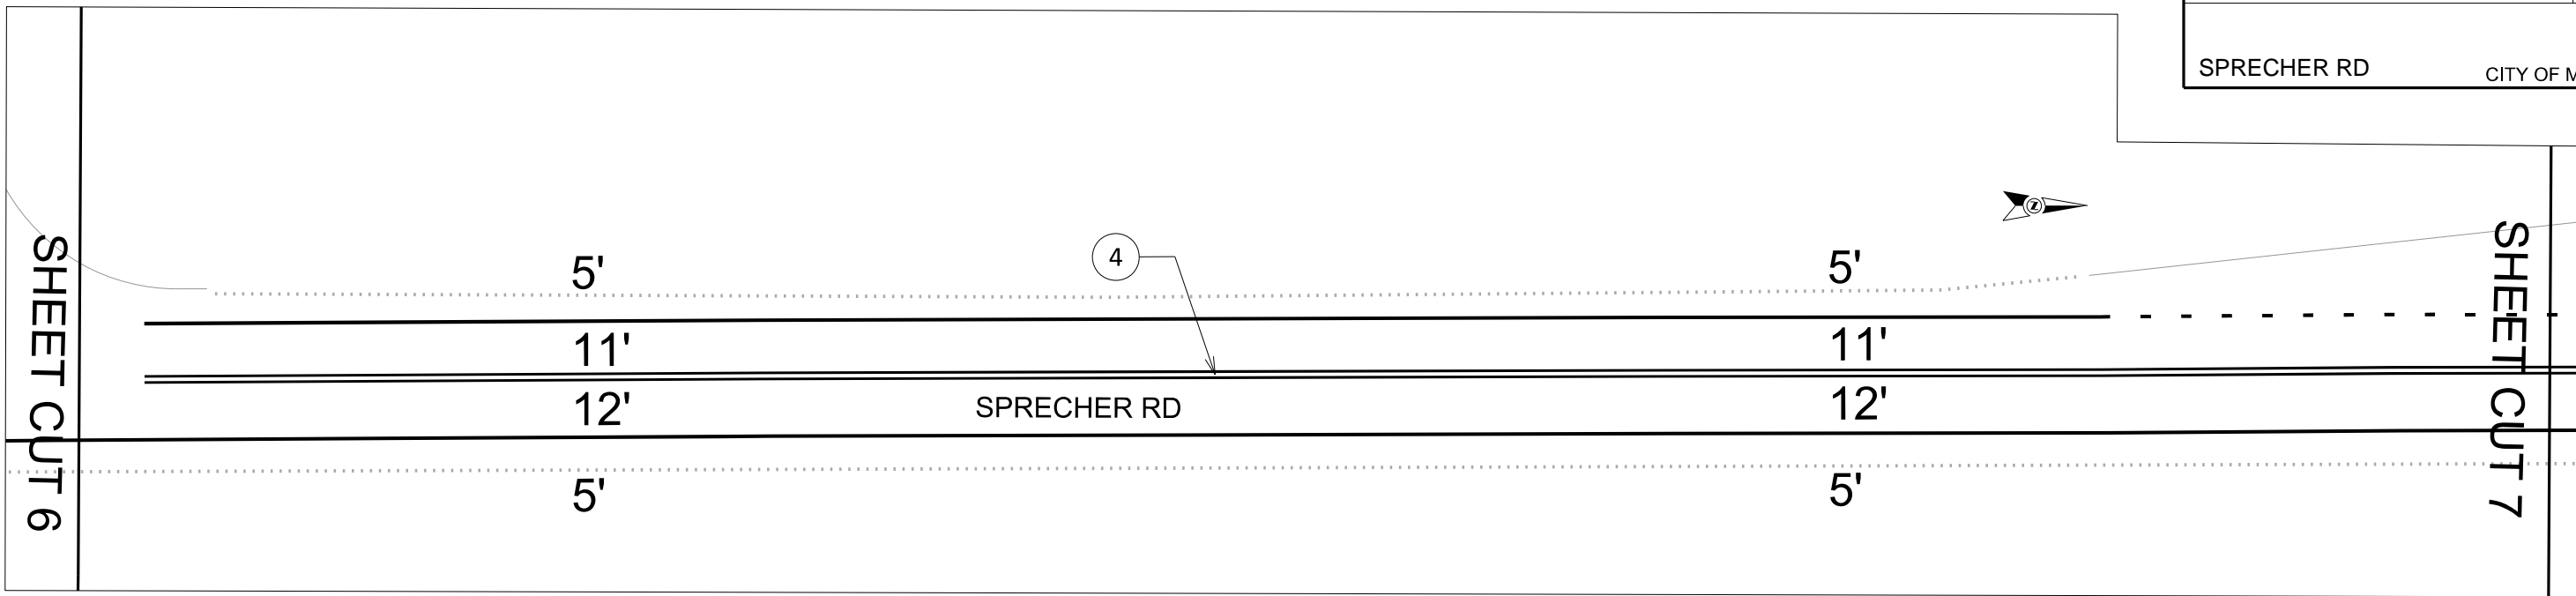 SPRECHER RD
CITY OF M
SHEET CUT 6
5'
4
5'
SHEET CUT 7
Z
11'
11'
12'
SPRECHER RD
12'
5'
5'